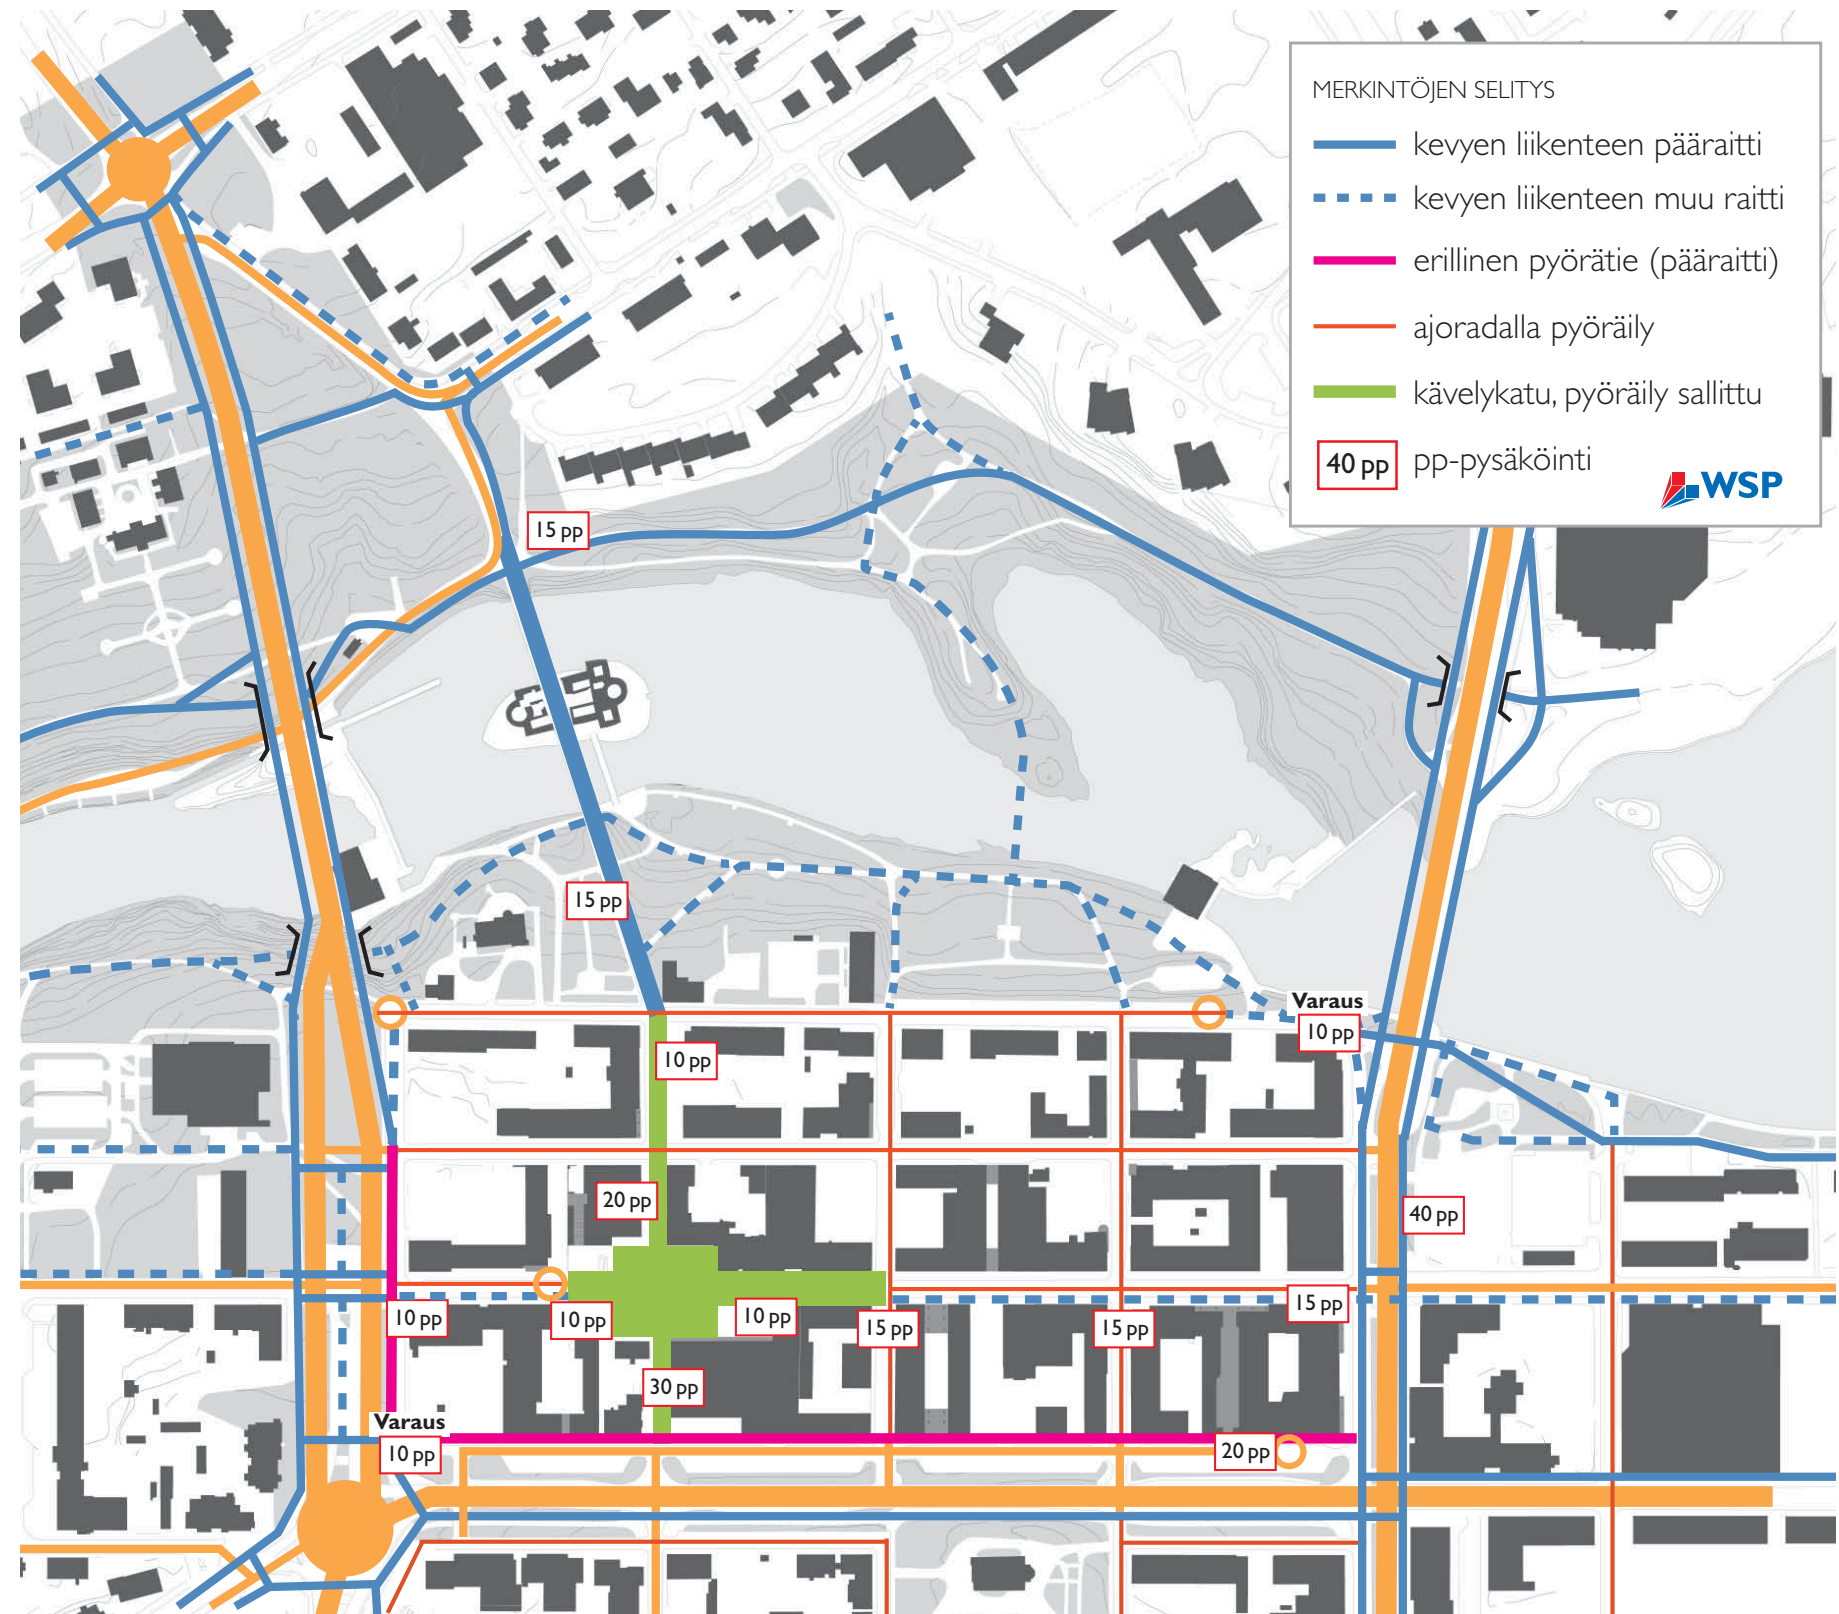 MERKINTÖJEN SELITYS
kevyen liikenteen pääraitti
kevyen liikenteen muu raitti
erillinen pyörätie (pääraitti)
ajoradalla pyöräily
kävelykatu, pyöräily sallittu
40 pp pp-pysäköinti
WSP
15 pp
15 pp
Varaus
10 pp
10 pp
20 pp
40 pp
15 pp
10 pp
10 pp
10 pp
15 pp
15 pp
30 pp
Varaus
10 pp
20 pp